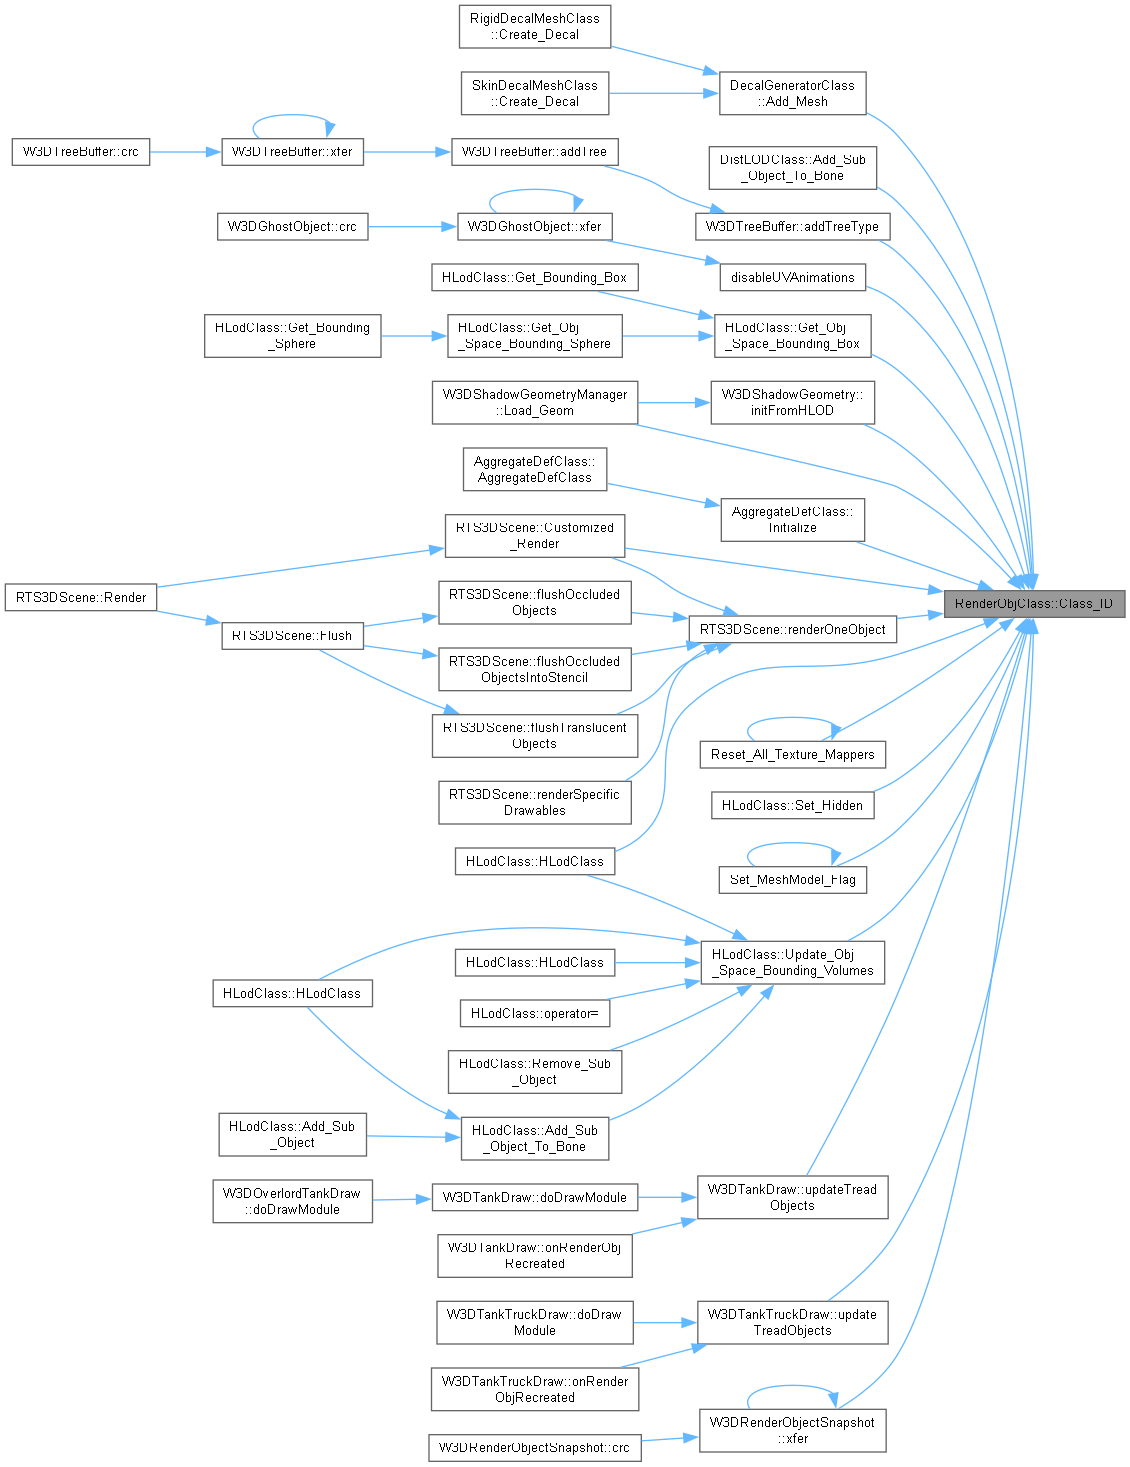 RigidDecalMeshClass
::Create_Decal
SkinDecalMeshClass
::Create_Decal
DecalGeneratorClass
::Add_Mesh
W3DTreeBuffer::crc
W3DTreeBuffer::xfer
W3DTreeBuffer::addTree
DistLODClass::Add_Sub
_Object_To_Bone
W3DGhostObject::crc
W3DGhostObject::xfer
W3DTreeBuffer::addTreeType
HLodClass::Get_Bounding_Box
disableUVAnimations
HLodClass::Get_Bounding
_Sphere
HLodClass::Get_Obj
_Space_Bounding_Sphere
HLodClass::Get_Obj
_Space_Bounding_Box
W3DShadowGeometryManager
::Load_Geom
W3DShadowGeometry::
initFromHLOD
AggregateDefClass::
AggregateDefClass
AggregateDefClass::
Initialize
RTS3DScene::Customized
_Render
RTS3DScene::Render
RTS3DScene::flushOccluded
Objects
RenderObjClass::Class_ID
RTS3DScene::Flush
RTS3DScene::renderOneObject
RTS3DScene::flushOccluded
ObjectsIntoStencil
RTS3DScene::flushTranslucent
Objects
Reset_All_Texture_Mappers
RTS3DScene::renderSpecific
Drawables
HLodClass::Set_Hidden
HLodClass::HLodClass
Set_MeshModel_Flag
HLodClass::HLodClass
HLodClass::Update_Obj
_Space_Bounding_Volumes
HLodClass::HLodClass
HLodClass::operator=
HLodClass::Remove_Sub
_Object
HLodClass::Add_Sub
_Object
HLodClass::Add_Sub
_Object_To_Bone
W3DOverlordTankDraw
::doDrawModule
W3DTankDraw::doDrawModule
W3DTankDraw::updateTread
Objects
W3DTankDraw::onRenderObj
Recreated
W3DTankTruckDraw::doDraw
Module
W3DTankTruckDraw::update
TreadObjects
W3DTankTruckDraw::onRender
ObjRecreated
W3DRenderObjectSnapshot
::xfer
W3DRenderObjectSnapshot::crc